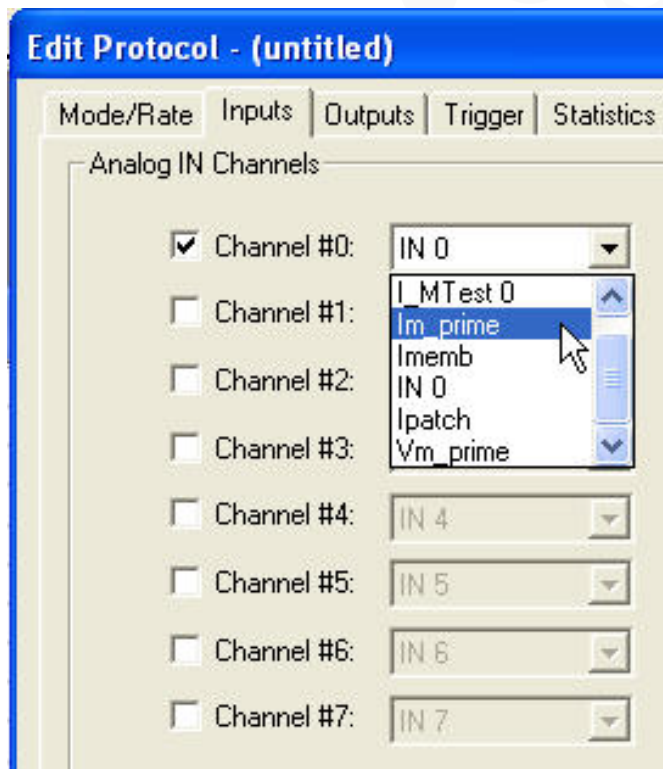 Edit Protocol - (untitled)
Mode/Rate Inputs Outputs Trigger Statistics
Analog IN Channels
Channel #0: IN 0
I_MTest 0
Channel #1:
Im_prime
Imemb
Channel #2:
IN 0
Ipatch
Channel #3:
Vm_prime
Channel #4: IN 4
Channel #5: IN 5
Channel #6: IN 6
Channel #7: IN 7